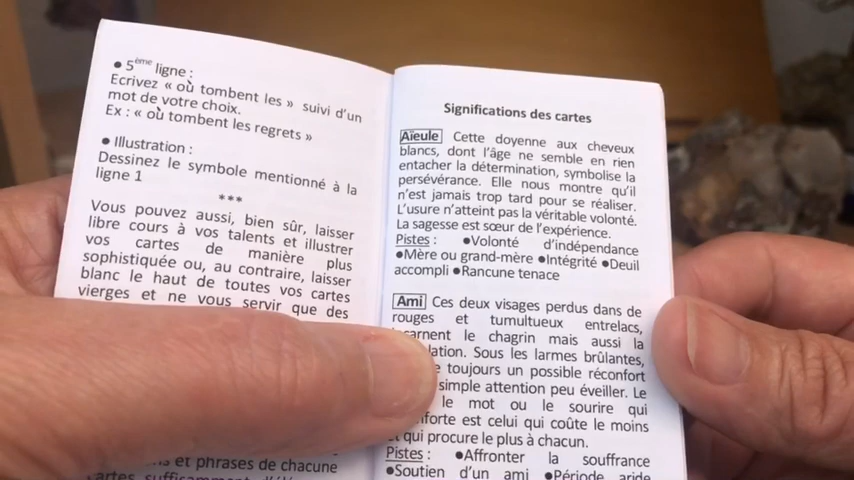 ● 5ème ligne :
Ecrivez « où tombent les » suivi d'un
mot de votre choix.
Ex : « où tombent les regrets »
● Illustration :
Dessinez le symbole mentionné à la
ligne 1
***
Vous pouvez aussi, bien sûr, laisser
libre cours à vos talents et illustrer
vos cartes de manière plus
sophistiquée ou, au contraire, laisser
blanc le haut de toutes vos cartes
vierges et ne vous servir que des
et phrases de chacune
cartes suffisamment
Significations des cartes
Aïeule Cette doyenne aux cheveux
blancs, dont l'âge ne semble en rien
entacher la détermination, symbolise la
persévérance. Elle nous montre qu'il
n'est jamais trop tard pour se réaliser.
L'usure n'atteint pas la véritable volonté.
La sagesse est sœur de l'expérience.
Pistes : ●Volonté d'indépendance
●Mère ou grand-mère ●Intégrité ●Deuil
accompli ●Rancune tenace
Ami Ces deux visages perdus dans de
rouges et tumultueux entrelacs,
le chagrin mais aussi la
Sous les larmes brûlantes,
toujours un possible réconfort
simple attention peu éveiller. Le
le mot ou le sourire qui
est celui qui coûte le moins
et qui procure le plus à chacun.
Pistes : ●Affronter la souffrance
●Soutien d'un ami ●Période aride